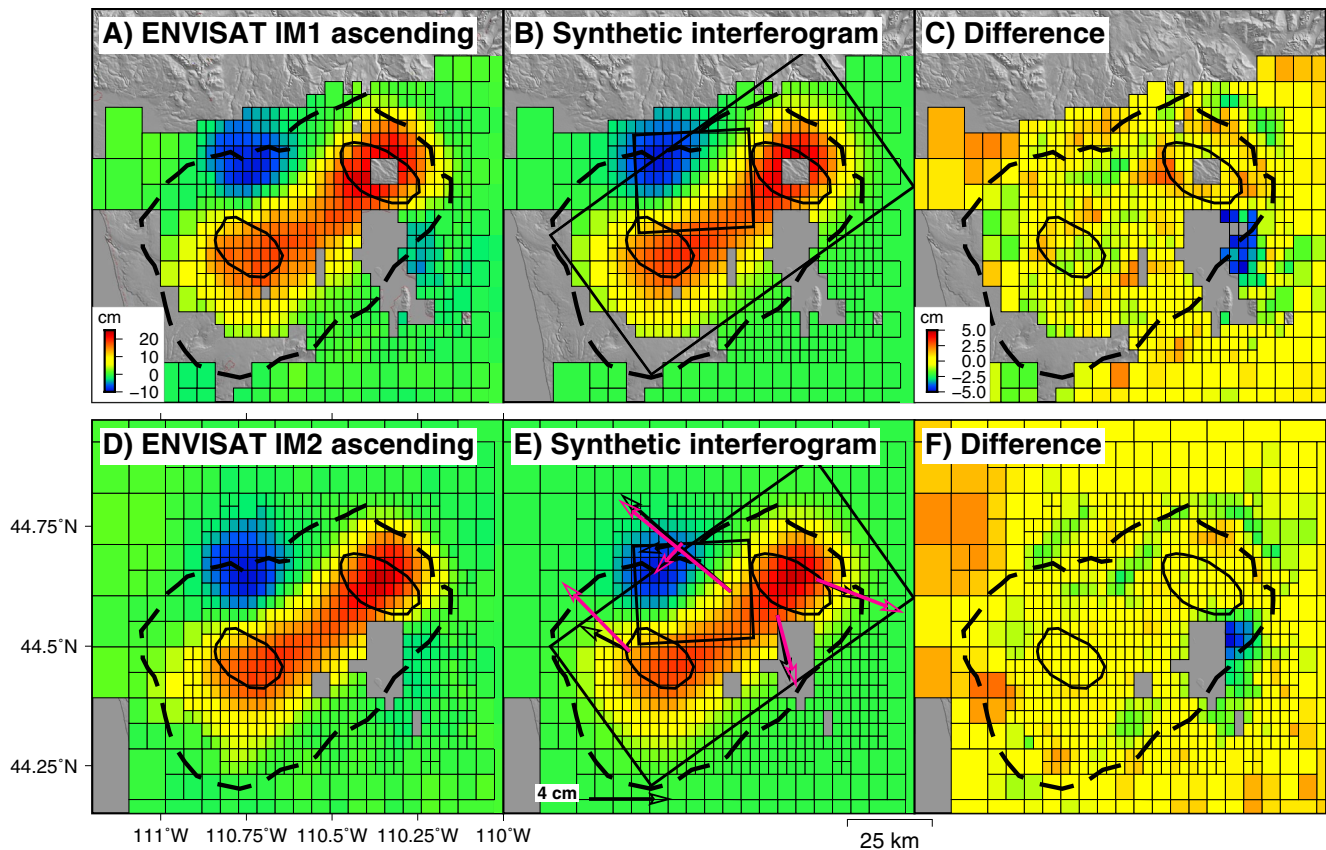 A) ENVISAT IM1 ascending
B) Synthetic interferogram
C) Difference
cm
20
10
0
−10
cm
5.0
2.5
0.0
−2.5
−5.0
D) ENVISAT IM2 ascending
E) Synthetic interferogram
F) Difference
44.75°N
44.5°N
44.25°N
4 cm
111°W 110.75°W 110.5°W 110.25°W 110°W
25 km